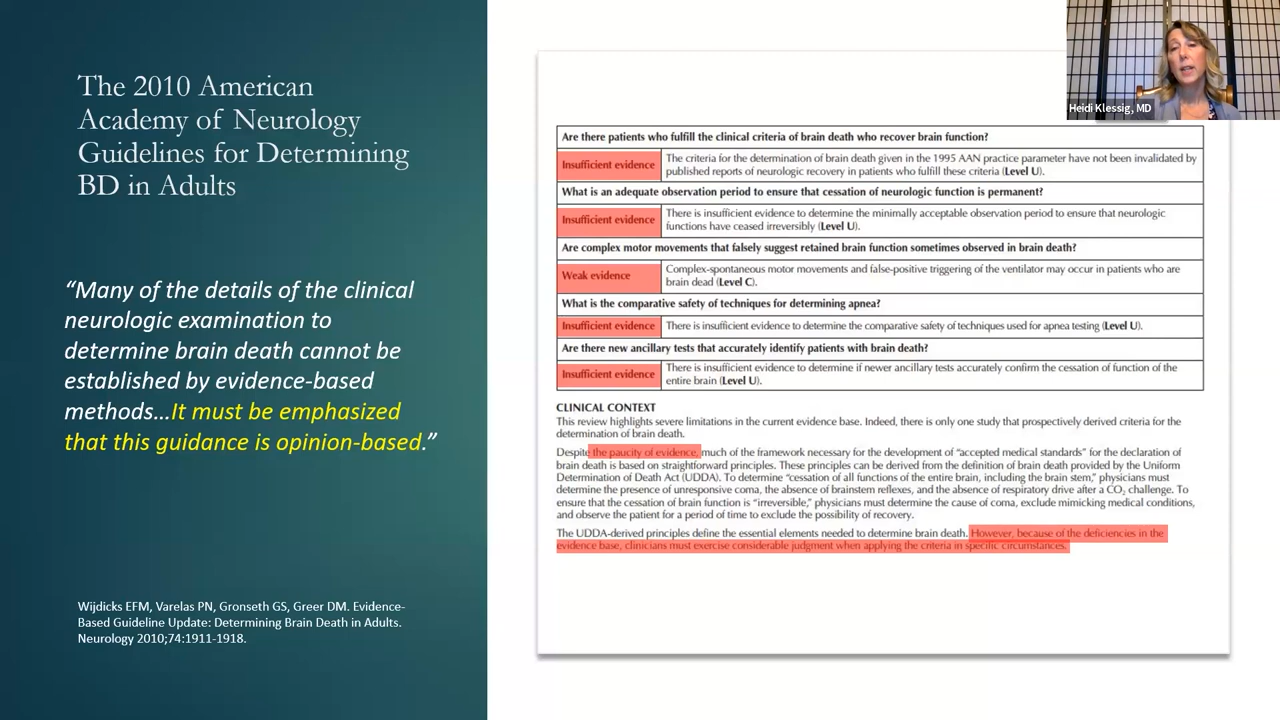 The 2010 American
Academy of Neurology
Guidelines for Determining
BD in Adults
“Many of the details of the clinical
neurologic examination to
determine brain death cannot be
established by evidence-based
methods…It must be emphasized
that this guidance is opinion-based.”
Wijdicks EFM, Varelas PN, Gronseth GS, Greer DM. Evidence-
Based Guideline Update: Determining Brain Death in Adults.
Neurology 2010;74:1911-1918.
Are there patients who fulfill the clinical criteria of brain death who recover brain function?
Insufficient evidence
The criteria for the determination of brain death given in the 1995 AAN practice parameter have not been invalidated by
published reports of neurologic recovery in patients who fulfill these criteria (Level U).
What is an adequate observation period to ensure that cessation of neurologic function is permanent?
Insufficient evidence
There is insufficient evidence to determine the minimally acceptable observation period to ensure that neurologic
functions have ceased irreversibly (Level U).
Are complex motor movements that falsely suggest retained brain function sometimes observed in brain death?
Weak evidence
Complex-spontaneous motor movements and false-positive triggering of the ventilator may occur in patients who are
brain dead (Level C).
What is the comparative safety of techniques for determining apnea?
Insufficient evidence
There is insufficient evidence to determine the comparative safety of techniques used for apnea testing (Level U).
Are there new ancillary tests that accurately identify patients with brain death?
Insufficient evidence
There is insufficient evidence to determine if newer ancillary tests accurately confirm the cessation of function of the
entire brain (Level U).
CLINICAL CONTEXT
This review highlights severe limitations in the current evidence base. Indeed, there is only one study that prospectively derived criteria for the
determination of brain death.
Despite the paucity of evidence, much of the framework necessary for the development of “accepted medical standards” for the declaration of
brain death is based on straightforward principles. These principles can be derived from the definition of brain death provided by the Uniform
Determination of Death Act (UDDA). To determine “cessation of all functions of the entire brain, including the brain stem,” physicians must
determine the presence of unresponsive coma, the absence of brainstem reflexes, and the absence of respiratory drive after a CO₂ challenge. To
ensure that the cessation of brain function is “irreversible,” physicians must determine the cause of coma, exclude mimicking medical conditions,
and observe the patient for a period of time to exclude the possibility of recovery.
The UDDA-derived principles define the essential elements needed to determine brain death. However, because of the deficiencies in the
evidence base, clinicians must exercise considerable judgment when applying the criteria in specific circumstances.
Heidi Klessig, MD